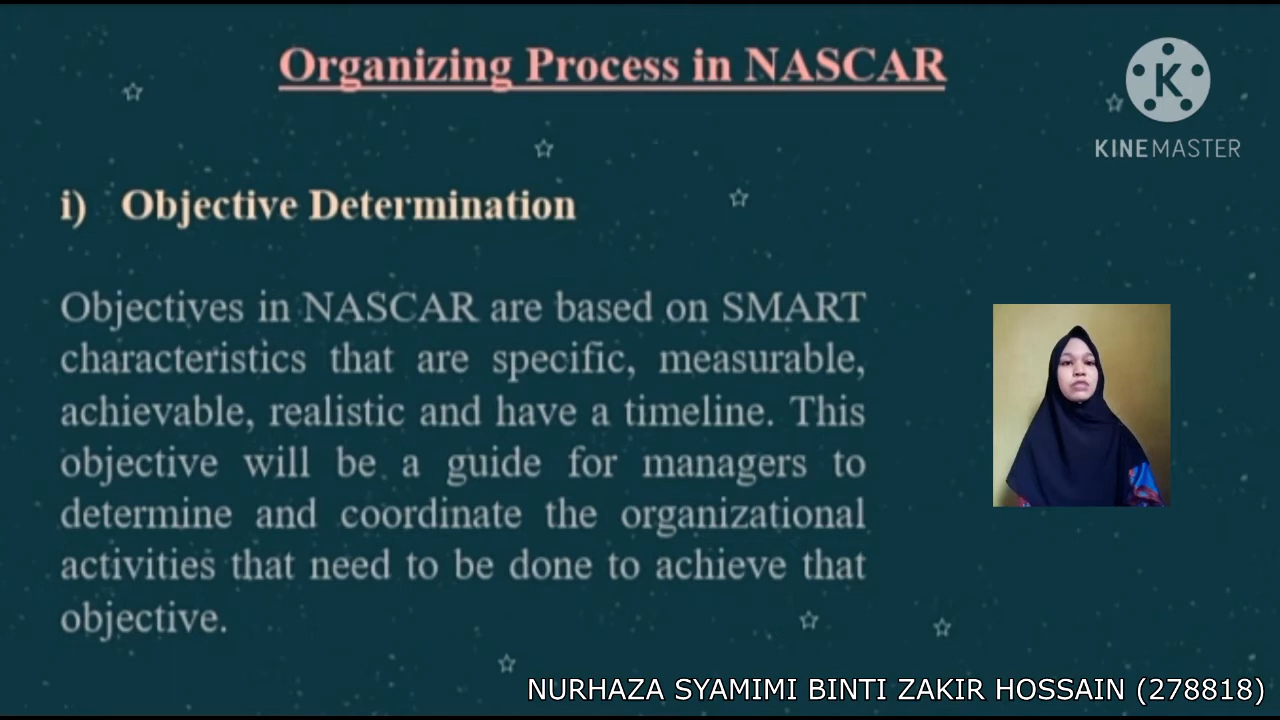 Organizing Process in NASCAR
K
KINEMASTER
i) Objective Determination
Objectives in NASCAR are based on SMART
characteristics that are specific, measurable,
achievable, realistic and have a timeline. This
objective will be a guide for managers to
determine and coordinate the organizational
activities that need to be done to achieve that
objective.
NURHAZA SYAMIMI BINTI ZAKIR HOSSAIN (278818)